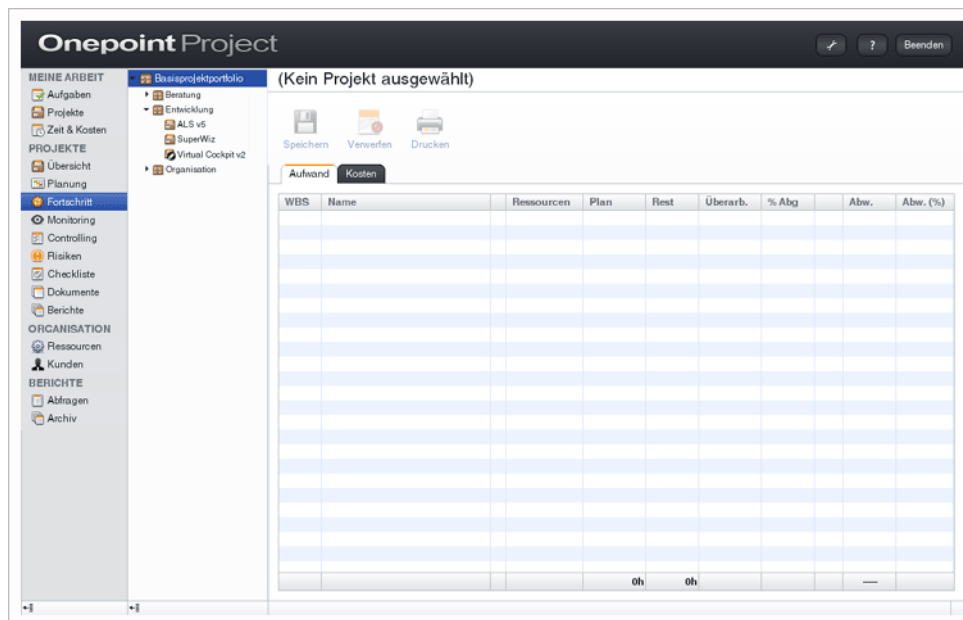 Onepoint Project
? Beenden
MEINE ARBEIT
Aufgaben
Projekte
Zeit & Kosten
PROJEKTE
Übersicht
Planung
Fortschritt
Monitoring
Controlling
Risiken
Checkliste
Dokumente
Berichte
ORGANISATION
Ressourcen
Kunden
BERICHTE
Abfragen
Archiv
Basisprojektportfolio
Beratung
Entwicklung
ALS v5
SuperWiz
Virtual Cockpit v2
Organisation
(Kein Projekt ausgewählt)
Speichern Verwerfen Drucken
Aufwand Kosten
WBS Name Ressourcen Plan Rest Überarb. % Abg Abw. Abw. (%)
0h 0h —